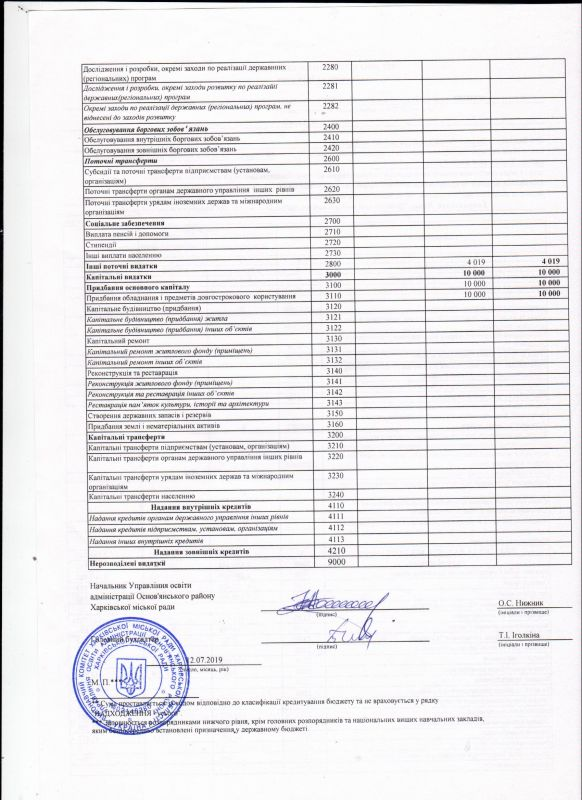 Дослідження і розробки, окремі заходи по реалізації державних 2280
(регіональних) програм
Дослідження і розробки, окремі заходи розвитку по реалізації 2281
державних(регіональних) програм
Окремі заходи по реалізації державних (регіональних) програм, не 2282
віднесені до заходів розвитку
Обслуговування боргових зобов'язань 2400
Обслуговування внутрішніх боргових зобов'язань 2410
Обслуговування зовнішніх боргових зобов'язань 2420
Поточні трансферти 2600
Субсидії та поточні трансферти підприємствам (установам, 2610
організаціям)
Поточні трансферти органам державного управління інших рівнів 2620
Поточні трансферти урядам іноземних держав та міжнародним 2630
організаціям
Соціальне забезпечення 2700
Виплата пенсій і допомоги 2710
Стипендії 2720
Інші виплати населенню 2730
Інші поточні видатки 2800 4 019 4 019
Капітальні видатки 3000 10 000 10 000
Придбання основного капіталу 3100 10 000 10 000
Придбання обладнання і предметів довгострокового користування 3110 10 000 10 000
Капітальне будівництво (придбання) 3120
Капітальне будівництво (придбання) житла 3121
Капітальне будівництво (придбання) інших об'єктів 3122
Капітальний ремонт 3130
Капітальний ремонт житлового фонду (приміщень) 3131
Капітальний ремонт інших об'єктів 3132
Реконструкція та реставрація 3140
Реконструкція житлового фонду (приміщень) 3141
Реконструкція та реставрація інших об'єктів 3142
Реставрація пам'яток культури, історії та архітектури 3143
Створення державних запасів і резервів 3150
Придбання землі і нематеріальних активів 3160
Капітальні трансферти 3200
Капітальні трансферти підприємствам (установам, організаціям) 3210
Капітальні трансферти органам державного управління інших рівнів 3220
Капітальні трансферти урядам іноземних держав та міжнародним 3230
організаціям
Капітальні трансферти населенню 3240
Надання внутрішніх кредитів 4110
Надання кредитів органам державного управління інших рівнів 4111
Надання кредитів підприємствам, установам, організаціям 4112
Надання інших внутрішніх кредитів 4113
Надання зовнішніх кредитів 4210
Нерозподілені видатки 9000
Начальник Управління освіти
адміністрації Основ'янського району
Харківської міської ради
О.С. Нижник
(підпис) (ініціали і прізвище)
бухгалтер
Т.І. Іголкіна
(підпис) (ініціали і прізвище)
12.07.2019
місяць, рік)
М.П.
відповідно до класифікації кредитування бюджету та не враховується у рядку
розпорядниками нижчого рівня, крім головних розпорядників та національних вищих навчальних закладів,
яким встановлені призначення у державному бюджеті